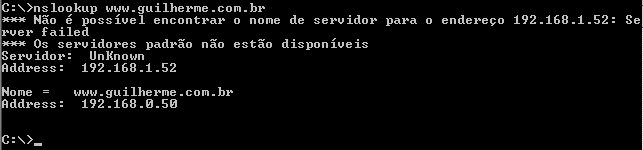 C:\>nslookup www.guilherme.com.br
*** Não é possível encontrar o nome de servidor para o endereço 192.168.1.52: Se
rver failed
*** Os servidores padrão não estão disponíveis
Servidor:  UnKnown
Address:  192.168.1.52
Nome =   www.guilherme.com.br
Address:  192.168.0.50
C:\>_